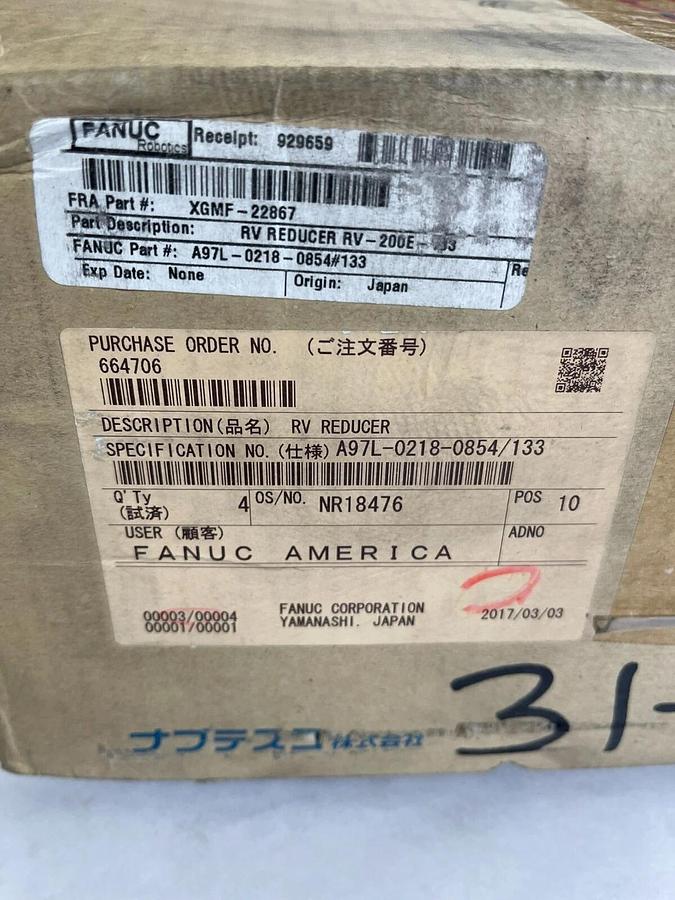 FANUC
Robotics
Receipt: 929659
FRA Part #: XGMF-22867
Part Description: RV REDUCER RV-200E-
FANUC Part #: A97L-0218-0854#133
Exp Date: None
Origin: Japan
Re
PURCHASE ORDER NO. (ご注文番号)
664706
DESCRIPTION(品名) RV REDUCER
SPECIFICATION NO.(仕様) A97L-0218-0854/133
Q'Ty (試済) 4 OS/NO. NR18476 POS 10
USER (顧客) ADNO
FANUC AMERICA
00003/00004
00001/00001
FANUC CORPORATION
YAMANASHI. JAPAN
2017/03/03
31-
ナブテスコ 株式会社